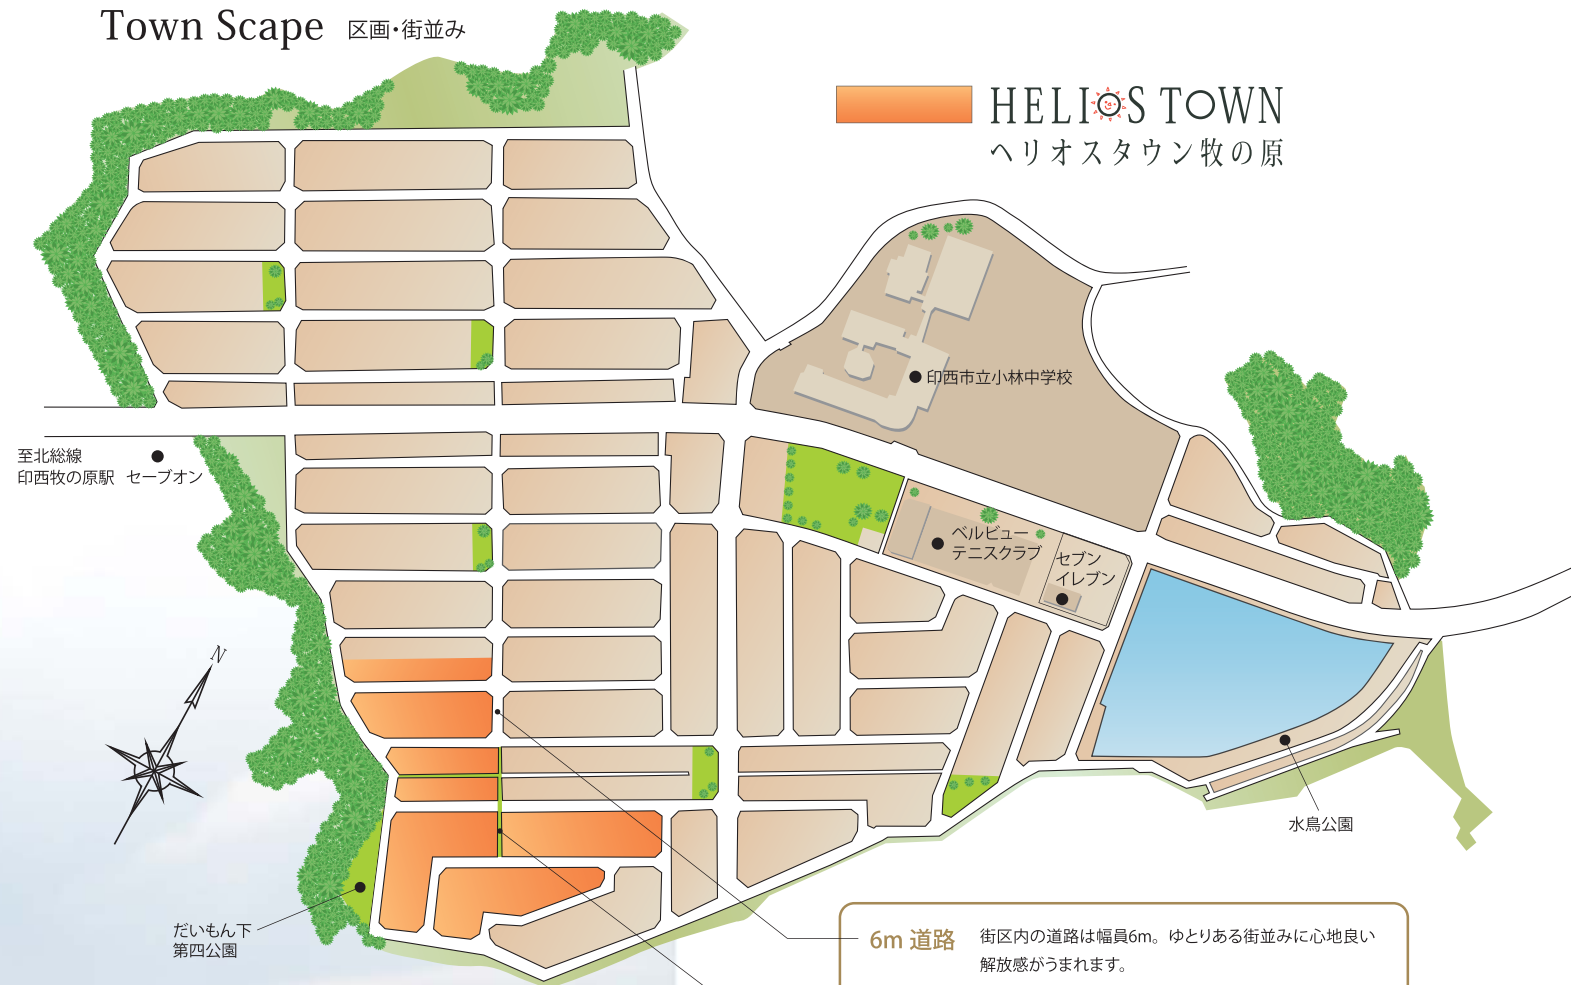 Town Scape 区画・街並み
HELIOS TOWN
ヘリオスタウン牧の原
印西市立小林中学校
至北総線
印西牧の原駅
セーブオン
ベルビュー
テニスクラブ
セブン
イレブン
N
水鳥公園
だいもん下
第四公園
6m 道路
街区内の道路は幅員6m。ゆとりある街並みに心地良い
解放感がうまれます。